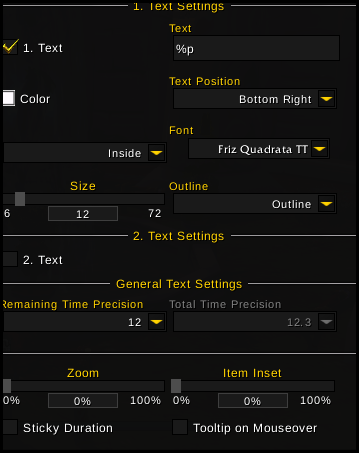 1. Text Settings
Text
1. Text
%p
Text Position
Color
Bottom Right
Font
Inside
Friz Quadrata TT
Size
Outline
6 12 72
Outline
2. Text Settings
2. Text
General Text Settings
Remaining Time Precision
Total Time Precision
12
12.3
Zoom
Item Inset
0% 0% 100%
0% 0% 100%
Sticky Duration
Tooltip on Mouseover